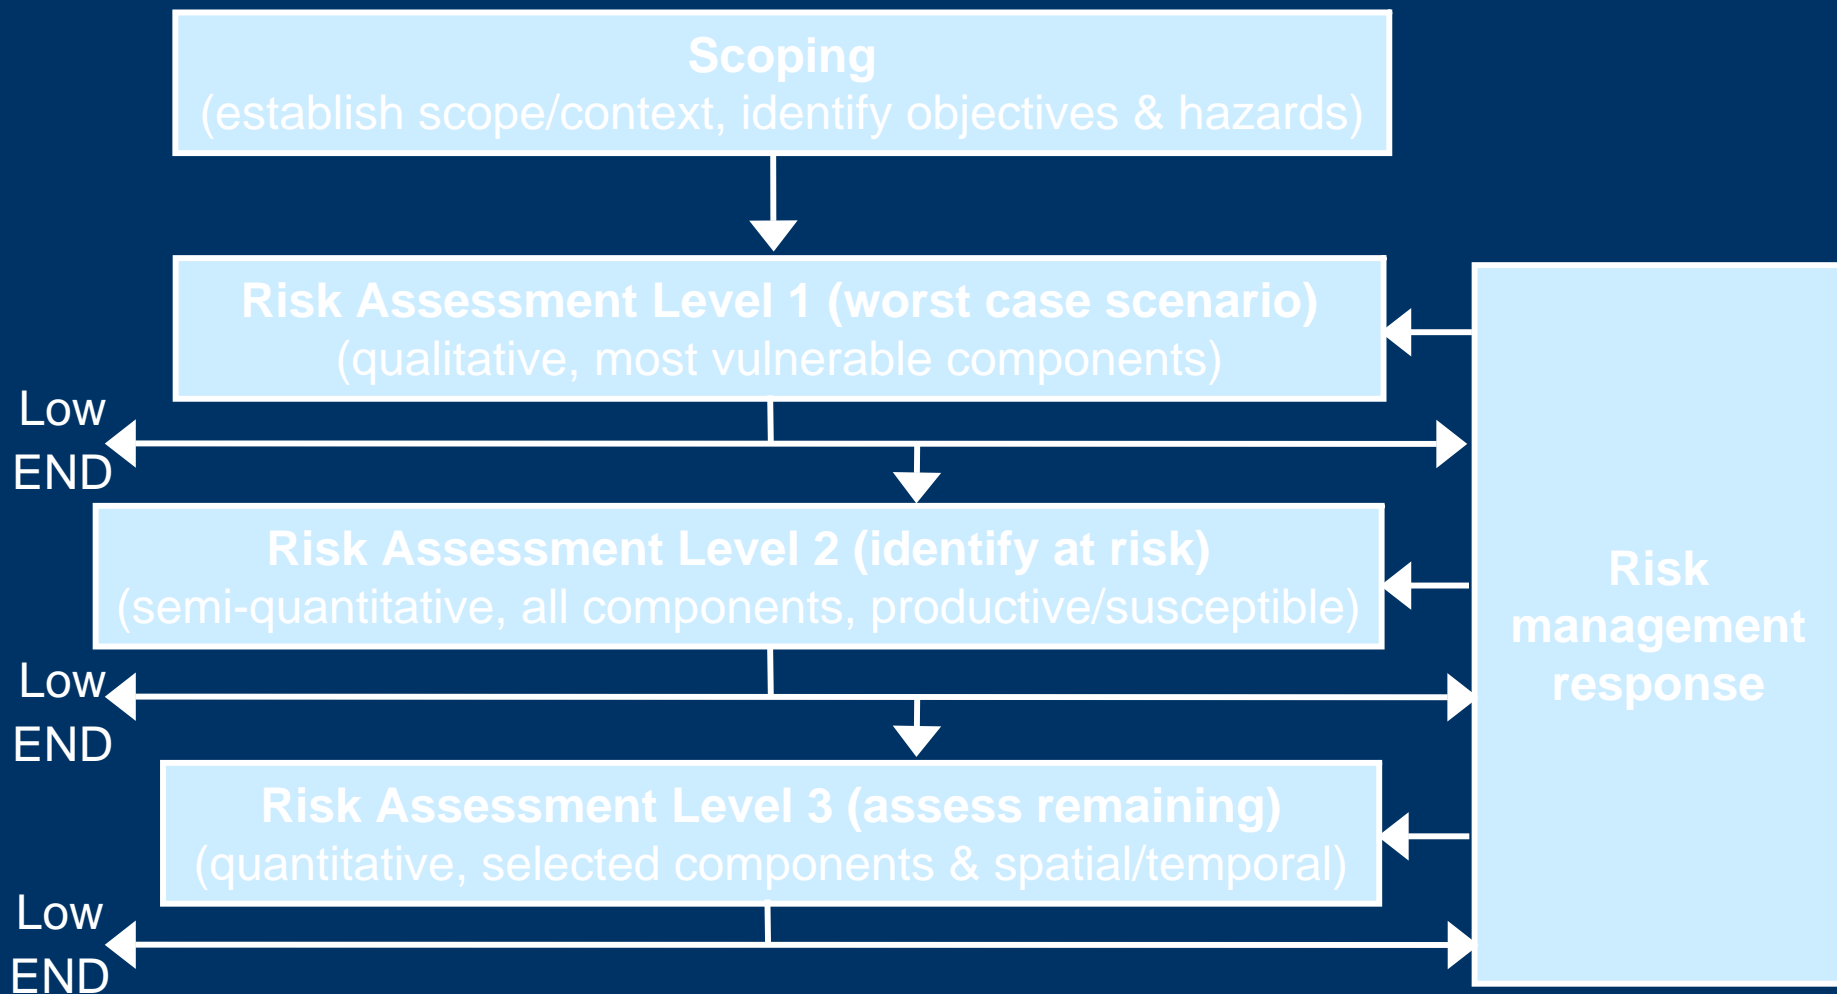 Scoping
(establish scope/context, identify objectives & hazards)
Risk Assessment Level 1 (worst case scenario)
(qualitative, most vulnerable components)
Low
END
Risk Assessment Level 2 (identify at risk)
(semi-quantitative, all components, productive/susceptible)
Low
END
Risk Assessment Level 3 (assess remaining)
(quantitative, selected components & spatial/temporal)
Low
END
Risk
management
response